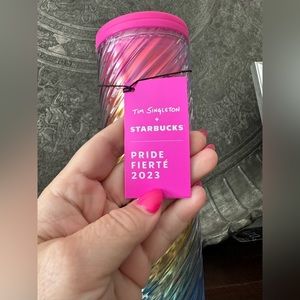 TIM SINGLETON
+
STARBUCKS
PRIDE
FIERTÉ
2023